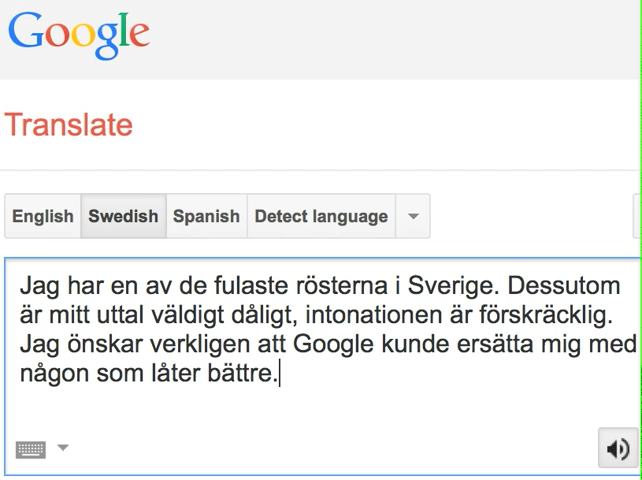 Google
Translate
English Swedish Spanish Detect language
Jag har en av de fulaste rösterna i Sverige. Dessutom
är mitt uttal väldigt dåligt, intonationen är förskräcklig.
Jag önskar verkligen att Google kunde ersätta mig med
någon som låter bättre.